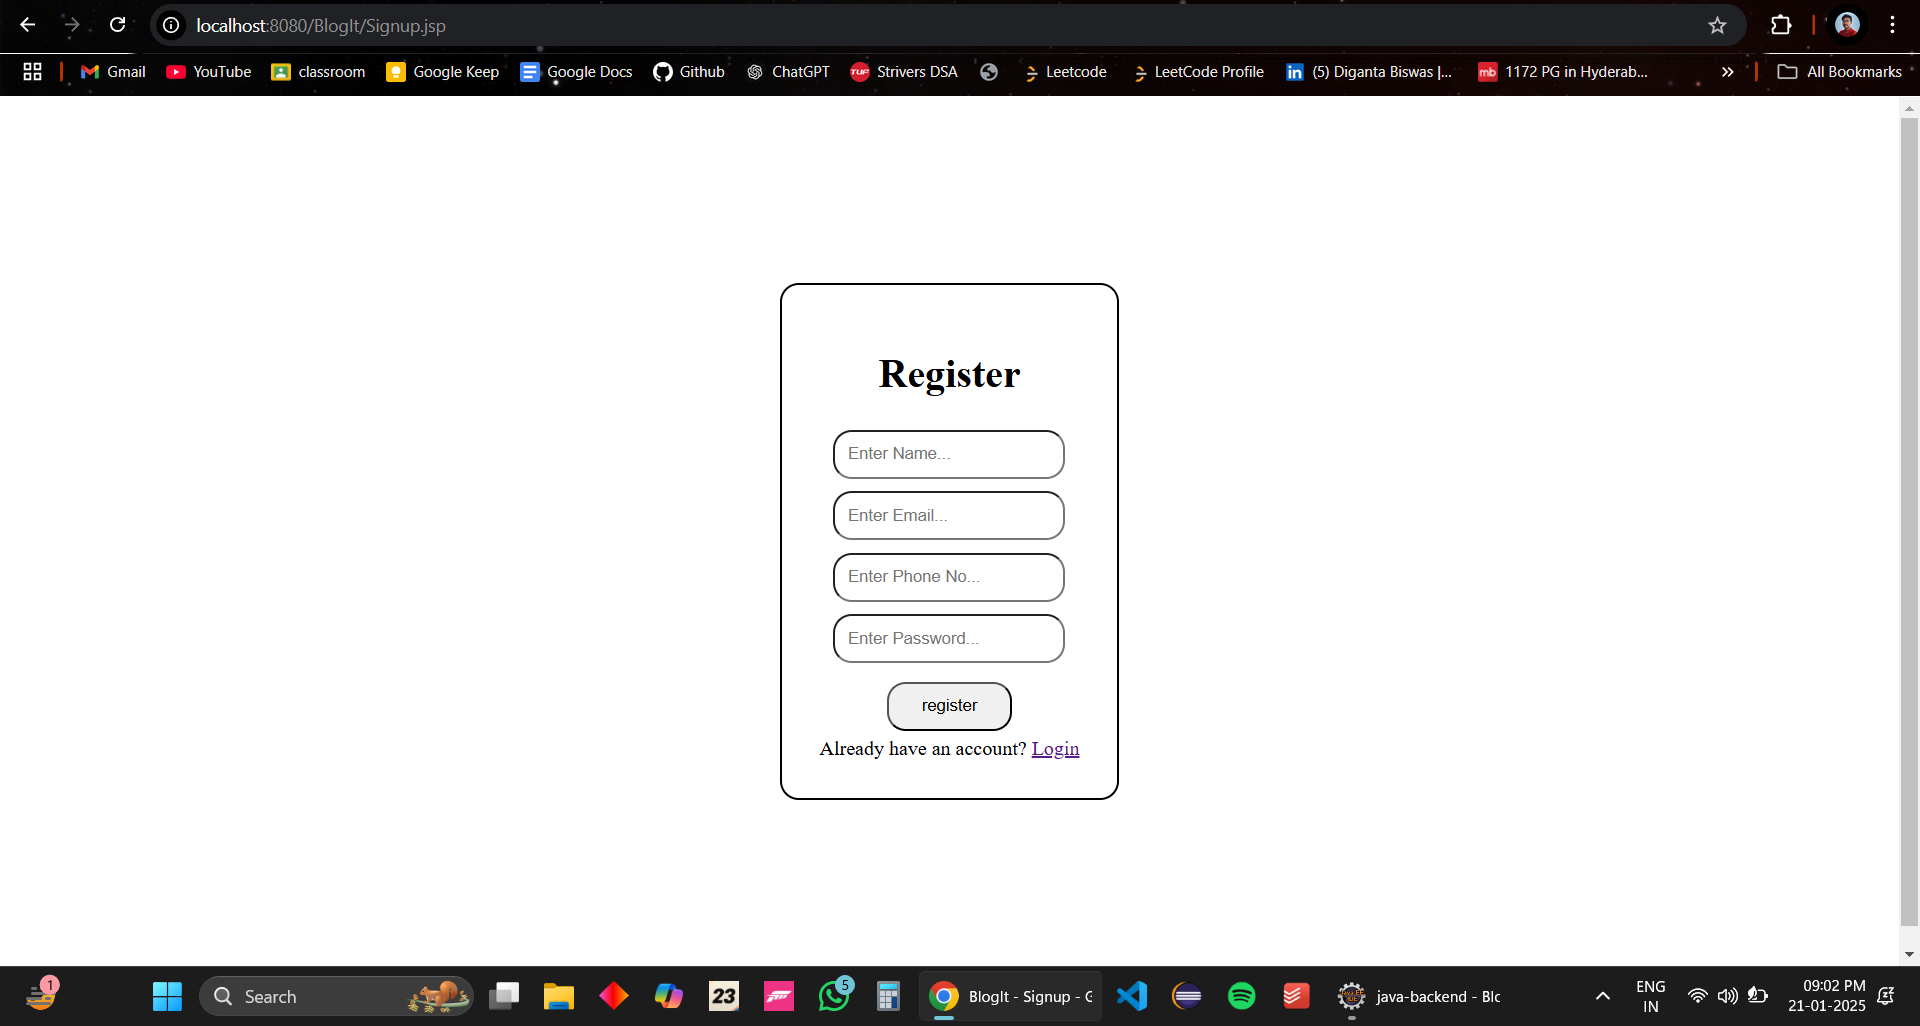 localhost:8080/BlogIt/Signup.jsp
Gmail YouTube classroom Google Keep Google Docs Github ChatGPT TUF Strivers DSA Leetcode LeetCode Profile in (5) Diganta Biswas |... mb 1172 PG in Hyderab... » All Bookmarks
Register
Enter Name...
Enter Email...
Enter Phone No...
Enter Password...
register
Already have an account? Login
1 Search 23 5 BlogIt - Signup - G java-backend - Blc ENG IN 09:02 PM 21-01-2025